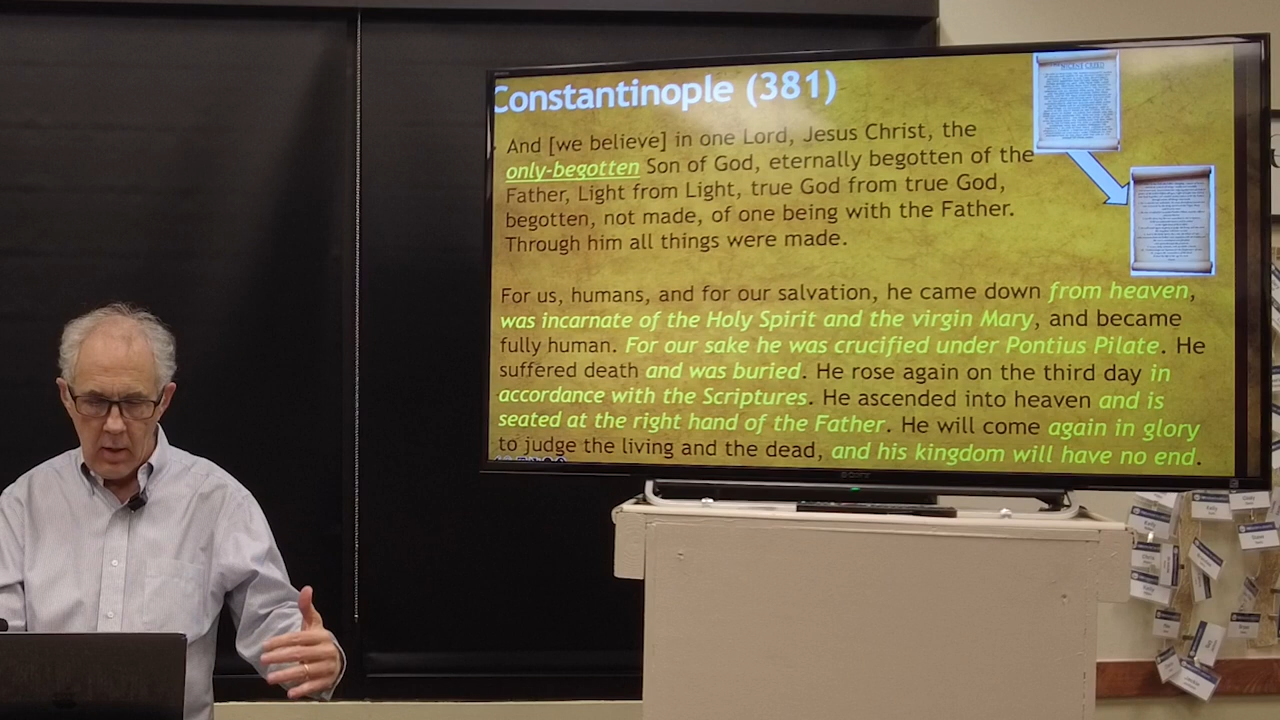 Constantinople (381)
And [we believe] in one Lord, Jesus Christ, the
only-begotten Son of God, eternally begotten of the
Father, Light from Light, true God from true God,
begotten, not made, of one being with the Father.
Through him all things were made.
For us, humans, and for our salvation, he came down from heaven,
was incarnate of the Holy Spirit and the virgin Mary, and became
fully human. For our sake he was crucified under Pontius Pilate. He
suffered death and was buried. He rose again on the third day in
accordance with the Scriptures. He ascended into heaven and is
seated at the right hand of the Father. He will come again in glory
to judge the living and the dead, and his kingdom will have no end.
NICENE CREED
SONY
Kelly